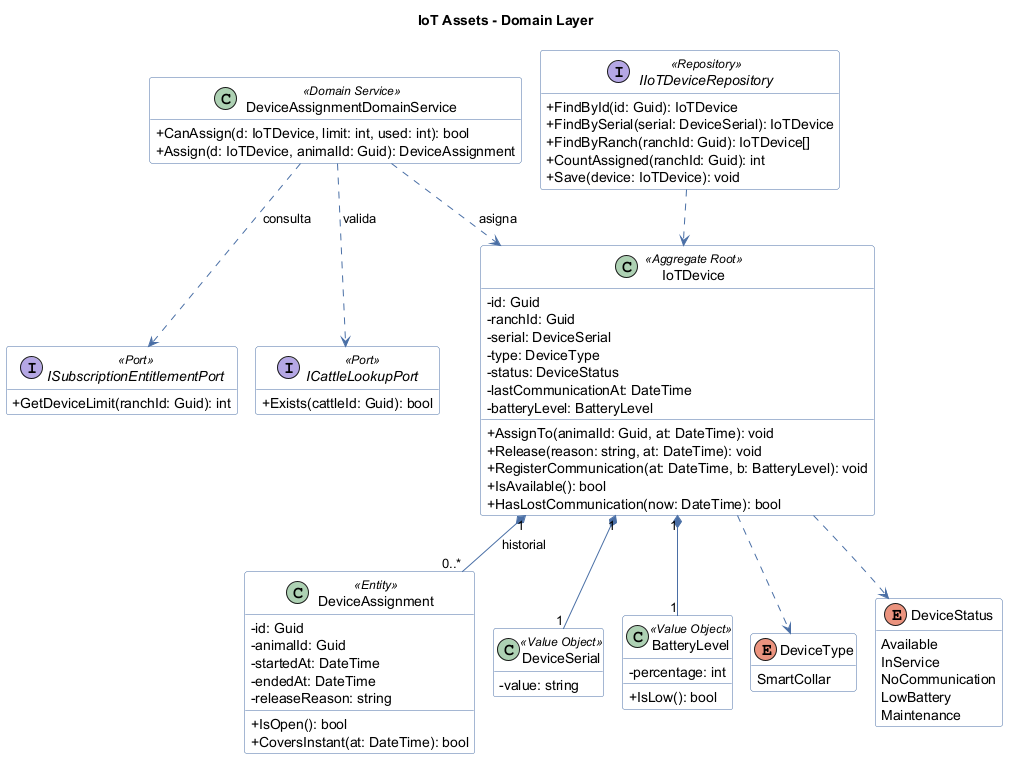 IoT Assets - Domain Layer
«Domain Service»
DeviceAssignmentDomainService
+CanAssign(d: IoTDevice, limit: int, used: int): bool
+Assign(d: IoTDevice, animalId: Guid): DeviceAssignment
«Repository»
IIoTDeviceRepository
+FindById(id: Guid): IoTDevice
+FindBySerial(serial: DeviceSerial): IoTDevice
+FindByRanch(ranchId: Guid): IoTDevice[]
+CountAssigned(ranchId: Guid): int
+Save(device: IoTDevice): void
consulta
valida
asigna
«Port»
ISubscriptionEntitlementPort
+GetDeviceLimit(ranchId: Guid): int
«Port»
ICattleLookupPort
+Exists(cattleId: Guid): bool
«Aggregate Root»
IoTDevice
-id: Guid
-ranchId: Guid
-serial: DeviceSerial
-type: DeviceType
-status: DeviceStatus
-lastCommunicationAt: DateTime
-batteryLevel: BatteryLevel
+AssignTo(animalId: Guid, at: DateTime): void
+Release(reason: string, at: DateTime): void
+RegisterCommunication(at: DateTime, b: BatteryLevel): void
+IsAvailable(): bool
+HasLostCommunication(now: DateTime): bool
1
1
1
historial
0..*
1
1
«Entity»
DeviceAssignment
-id: Guid
-animalId: Guid
-startedAt: DateTime
-endedAt: DateTime
-releaseReason: string
+IsOpen(): bool
+CoversInstant(at: DateTime): bool
«Value Object»
DeviceSerial
-value: string
«Value Object»
BatteryLevel
-percentage: int
+IsLow(): bool
DeviceType
SmartCollar
DeviceStatus
Available
InService
NoCommunication
LowBattery
Maintenance